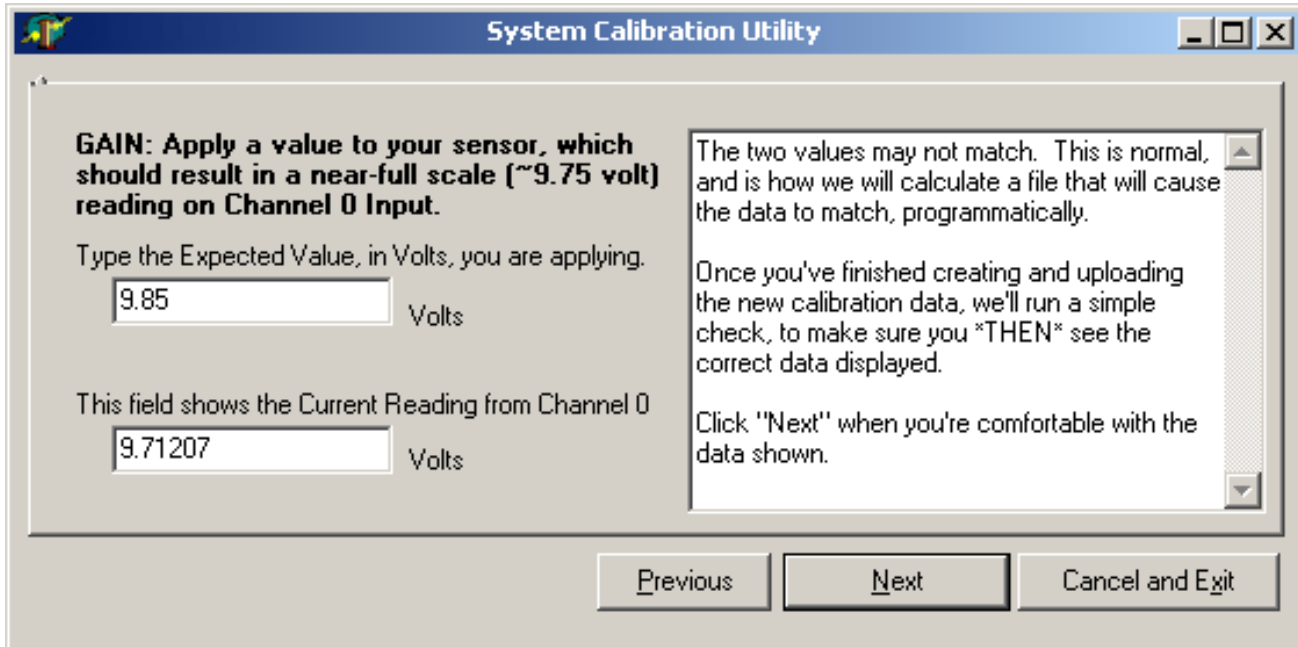 System Calibration Utility
GAIN: Apply a value to your sensor, which
should result in a near-full scale (~9.75 volt)
reading on Channel 0 Input.
Type the Expected Value, in Volts, you are applying.
9.85
Volts
This field shows the Current Reading from Channel 0
9.71207
Volts
The two values may not match.  This is normal,
and is how we will calculate a file that will cause
the data to match, programmatically.
Once you've finished creating and uploading
the new calibration data, we'll run a simple
check, to make sure you *THEN* see the
correct data displayed.
Click "Next" when you're comfortable with the
data shown.
Previous
Next
Cancel and Exit